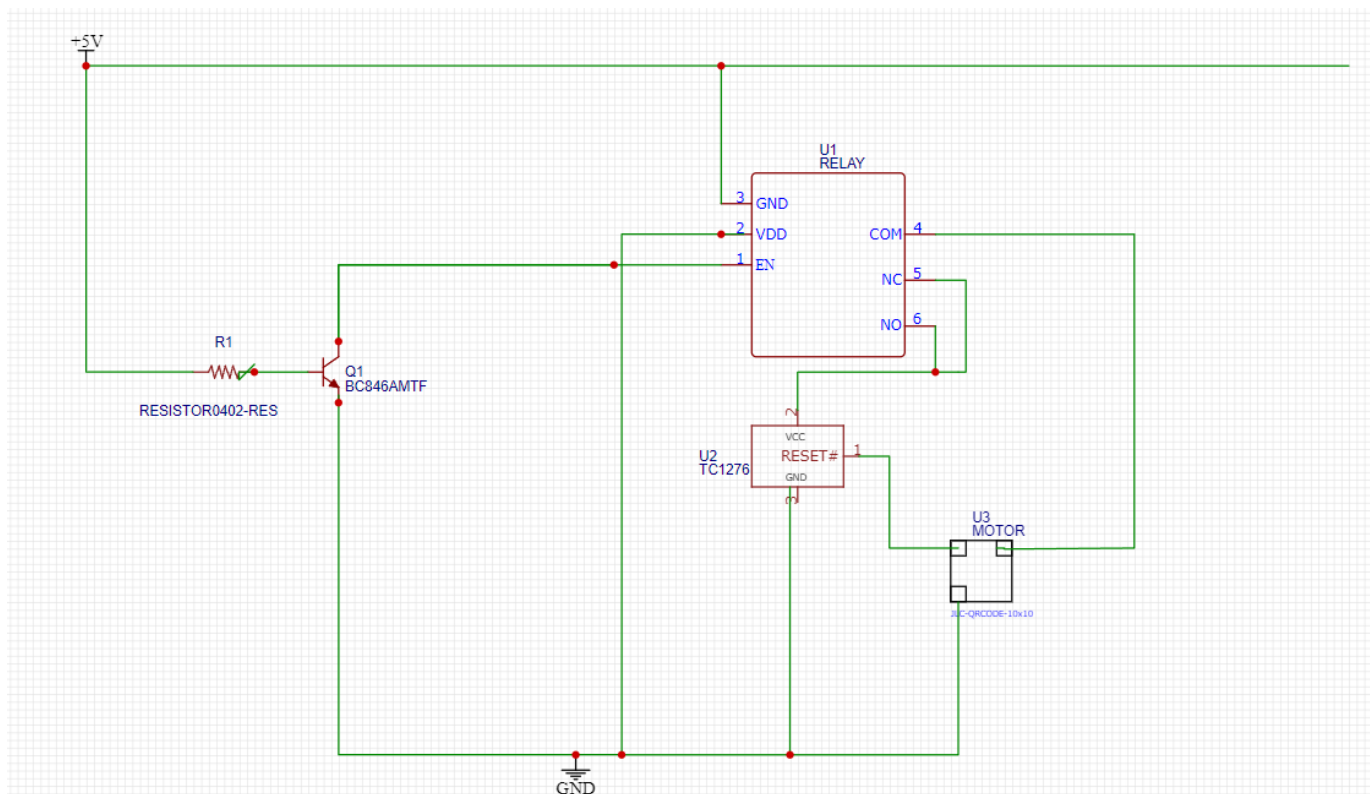 +5V
U1
RELAY
3 GND
2 VDD
1 EN
COM 4
NC 5
NO 6
R1
RESISTOR0402-RES
Q1
BC846AMTF
U2
TC1276
2
VCC
RESET# 1
GND
3
U3
MOTOR
JLC-QRCODE-10x10
GND